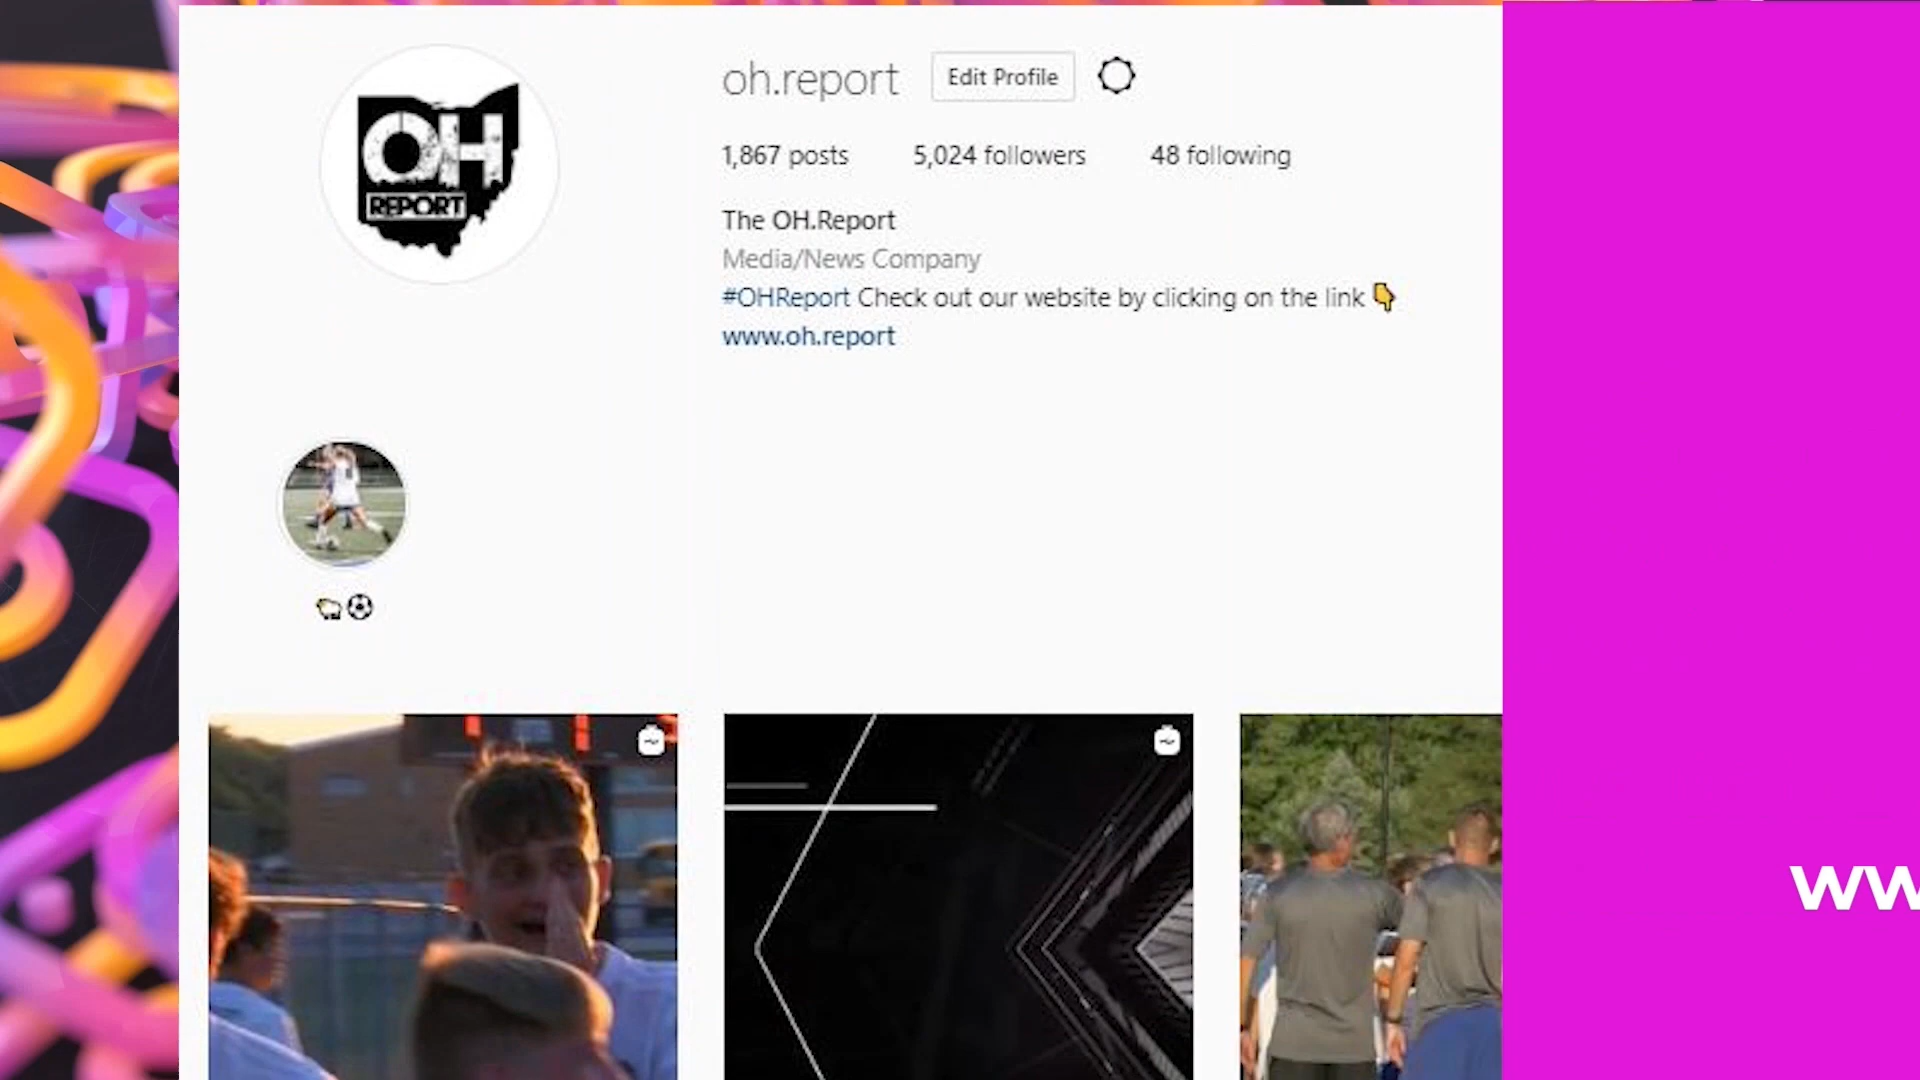 OH
REPORT
oh.report Edit Profile
1,867 posts 5,024 followers 48 following
The OH.Report
Media/News Company
#OHReport Check out our website by clicking on the link
www.oh.report
ww